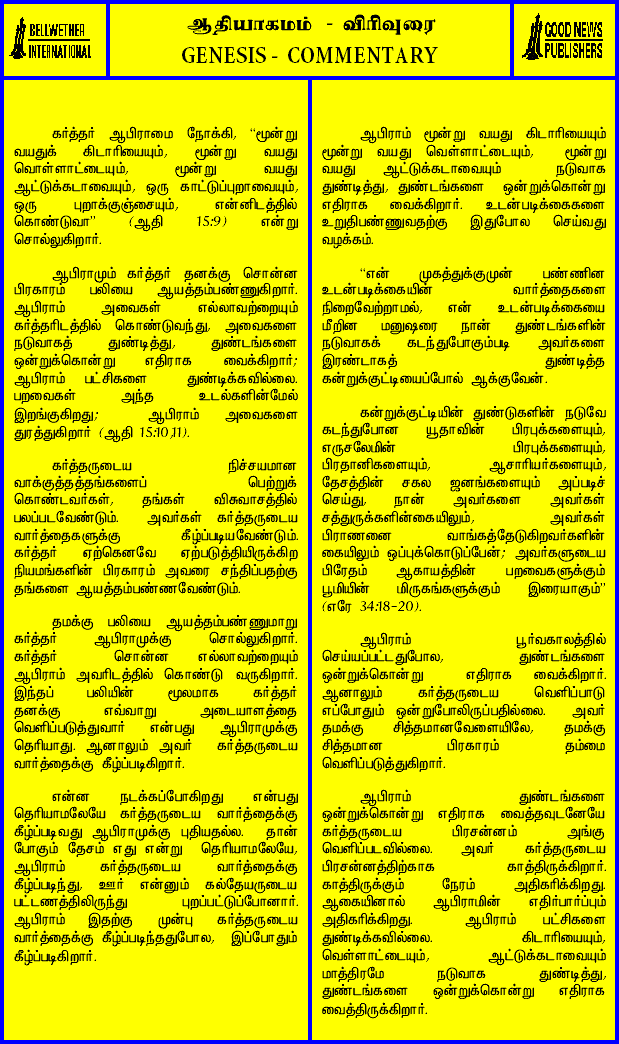 BELLWETHER
INTERNATIONAL
ஆதியாகமம் - விரிவுரை
GENESIS - COMMENTARY
GOOD NEWS
PUBLISHERS
கர்த்தர் ஆபிராமை நோக்கி, “மூன்று
வயதுக் கிடாரியையும், மூன்று வயது
வொள்ளாட்டையும், மூன்று வயது
ஆட்டுக்கடாவையும், ஒரு காட்டுப்புறாவையும்,
ஒரு புறாக்குஞ்சையும், என்னிடத்தில்
கொண்டுவா” (ஆதி 15:9) என்று
சொல்லுகிறார்.
ஆபிராமும் கர்த்தர் தனக்கு சொன்ன
பிரகாரம் பலியை ஆயத்தம்பண்ணுகிறார்.
ஆபிராம் அவைகள் எல்லாவற்றையும்
கர்த்தரிடத்தில் கொண்டுவந்து, அவைகளை
நடுவாகத் துண்டித்து, துண்டங்களை
ஒன்றுக்கொன்று எதிராக வைக்கிறார்;
ஆபிராம் பட்சிகளை துண்டிக்கவில்லை.
பறவைகள் அந்த உடல்களின்மேல்
இறங்குகிறது; ஆபிராம் அவைகளை
துரத்துகிறார் (ஆதி 15:10,11).
கர்த்தருடைய நிச்சயமான
வாக்குத்தத்தங்களைப் பெற்றுக்
கொண்டவர்கள், தங்கள் விசுவாசத்தில்
பலப்படவேண்டும். அவர்கள் கர்த்தருடைய
வார்த்தைகளுக்கு கீழ்ப்படியவேண்டும்.
கர்த்தர் ஏற்கெனவே ஏற்படுத்தியிருக்கிற
நியமங்களின் பிரகாரம் அவரை சந்திப்பதற்கு
தங்களை ஆயத்தம்பண்ணவேண்டும்.
தமக்கு பலியை ஆயத்தம்பண்ணுமாறு
கர்த்தர் ஆபிராமுக்கு சொல்லுகிறார்.
கர்த்தர் சொன்ன எல்லாவற்றையும்
ஆபிராம் அவரிடத்தில் கொண்டு வருகிறார்.
இந்தப் பலியின் மூலமாக கர்த்தர்
தனக்கு எவ்வாறு அடையாளத்தை
வெளிப்படுத்துவார் என்பது ஆபிராமுக்கு
தெரியாது. ஆனாலும் அவர் கர்த்தருடைய
வார்த்தைக்கு கீழ்ப்படிகிறார்.
என்ன நடக்கப்போகிறது என்பது
தெரியாமலேயே கர்த்தருடைய வார்த்தைக்கு
கீழ்ப்படிவது ஆபிராமுக்கு புதியதல்ல. தான்
போகும் தேசம் எது என்று தெரியாமலேயே,
ஆபிராம் கர்த்தருடைய வார்த்தைக்கு
கீழ்ப்படிந்து, ஊர் என்னும் கல்தேயருடைய
பட்டணத்திலிருந்து புறப்பட்டுப்போனார்.
ஆபிராம் இதற்கு முன்பு கர்த்தருடைய
வார்த்தைக்கு கீழ்ப்படிந்ததுபோல, இப்போதும்
கீழ்ப்படிகிறார்.
ஆபிராம் மூன்று வயது கிடாரியையும்
மூன்று வயது வெள்ளாட்டையும், மூன்று
வயது ஆட்டுக்கடாவையும் நடுவாக
துண்டித்து, துண்டங்களை ஒன்றுக்கொன்று
எதிராக வைக்கிறார். உடன்படிக்கைகளை
உறுதிபண்ணுவதற்கு இதுபோல செய்வது
வழக்கம்.
“என் முகத்துக்குமுன் பண்ணின
உடன்படிக்கையின் வார்த்தைகளை
நிறைவேற்றாமல், என் உடன்படிக்கையை
மீறின மனுஷரை நான் துண்டங்களின்
நடுவாகக் கடந்துபோகும்படி அவர்களை
இரண்டாகத் துண்டித்த
கன்றுக்குட்டியைப்போல் ஆக்குவேன்.
கன்றுக்குட்டியின் துண்டுகளின் நடுவே
கடந்துபோன யூதாவின் பிரபுக்களையும்,
எருசலேமின் பிரபுக்களையும்,
பிரதானிகளையும், ஆசாரியர்களையும்,
தேசத்தின் சகல ஜனங்களையும் அப்படிச்
செய்து, நான் அவர்களை அவர்கள்
சத்துருக்களின்கையிலும், அவர்கள்
பிராணனை வாங்கத்தேடுகிறவர்களின்
கையிலும் ஒப்புக்கொடுப்பேன்; அவர்களுடைய
பிரேதம் ஆகாயத்தின் பறவைகளுக்கும்
பூமியின் மிருகங்களுக்கும் இரையாகும்”
(எரே 34:18-20).
ஆபிராம் பூர்வகாலத்தில்
செய்யப்பட்டதுபோல, துண்டங்களை
ஒன்றுக்கொன்று எதிராக வைக்கிறார்.
ஆனாலும் கர்த்தருடைய வெளிப்பாடு
எப்போதும் ஒன்றுபோலிருப்பதில்லை. அவர்
தமக்கு சித்தமானவேளையிலே, தமக்கு
சித்தமான பிரகாரம் தம்மை
வெளிப்படுத்துகிறார்.
ஆபிராம் துண்டங்களை
ஒன்றுக்கொன்று எதிராக வைத்தவுடனேயே
கர்த்தருடைய பிரசன்னம் அங்கு
வெளிப்படவில்லை. அவர் கர்த்தருடைய
பிரசன்னத்திற்காக காத்திருக்கிறார்.
காத்திருக்கும் நேரம் அதிகரிக்கிறது.
ஆகையினால் ஆபிராமின் எதிர்பார்ப்பும்
அதிகரிக்கிறது. ஆபிராம் பட்சிகளை
துண்டிக்கவில்லை. கிடாரியையும்,
வெள்ளாட்டையும், ஆட்டுக்கடாவையும்
மாத்திரமே நடுவாக துண்டித்து,
துண்டங்களை ஒன்றுக்கொன்று எதிராக
வைத்திருக்கிறார்.